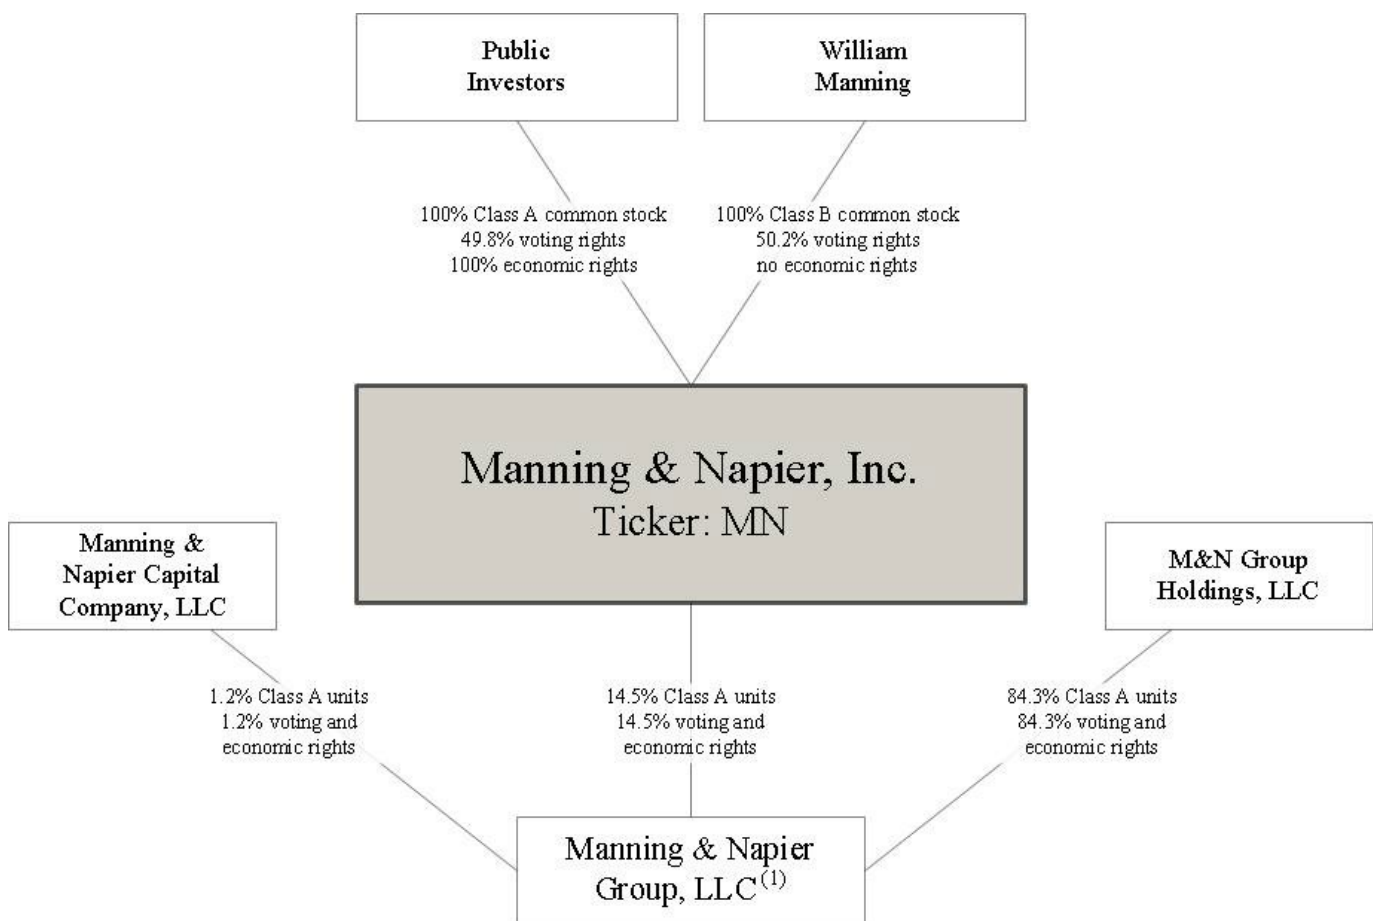 Public
Investors
William
Manning
100% Class A common stock
49.8% voting rights
100% economic rights
100% Class B common stock
50.2% voting rights
no economic rights
Manning & Napier, Inc.
Ticker: MN
Manning &
Napier Capital
Company, LLC
M&N Group
Holdings, LLC
1.2% Class A units
1.2% voting and
economic rights
14.5% Class A units
14.5% voting and
economic rights
84.3% Class A units
84.3% voting and
economic rights
Manning & Napier
Group, LLC(1)